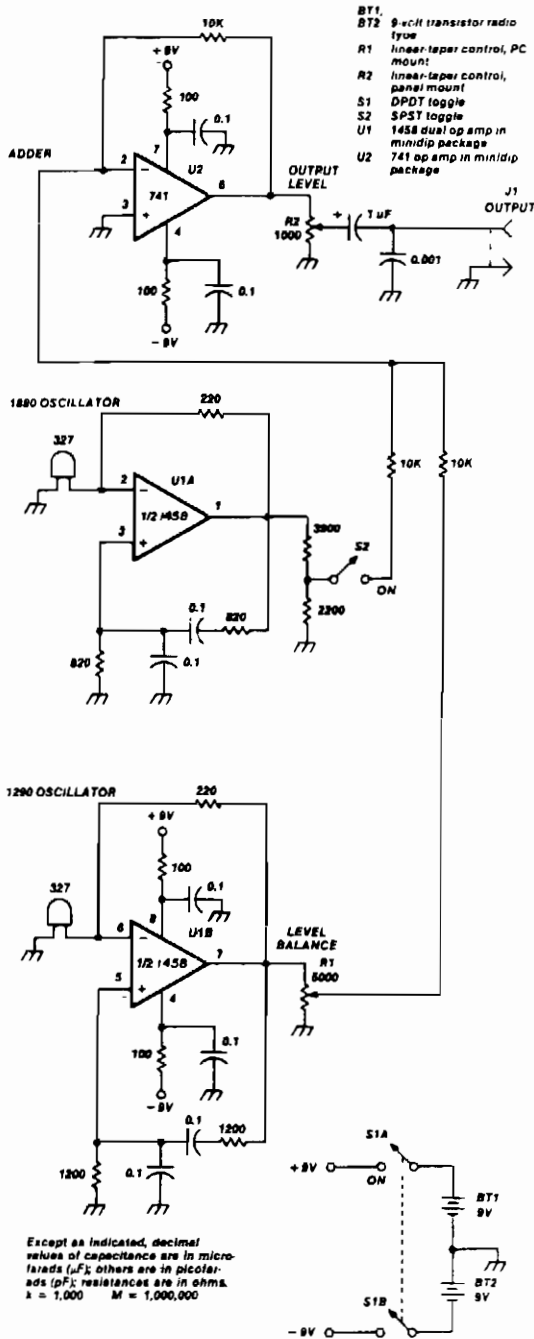 BT1,
BT2 9-volt transistor radio
type
R1 linear-taper control, PC
mount
R2 linear-taper control,
panel mount
S1 DPDT toggle
S2 SPST toggle
U1 1458 dual op amp in
minidip package
U2 741 op amp in minidip
package
+9V
10K
100
0.1
ADDER
7
2
U2
741
6
3
4
OUTPUT
LEVEL
R2
1000
+
1 uF
J1
OUTPUT
0.001
100
0.1
-9V
1880 OSCILLATOR
220
327
2
U1A
1/2 1458
1
3
10K
10K
3900
S2
ON
2200
0.1
820
820
0.1
1290 OSCILLATOR
220
+9V
100
327
0.1
8
6
U1B
1/2 1458
7
5
4
LEVEL
BALANCE
R1
5000
100
0.1
-9V
0.1
1200
1200
0.1
S1A
+9V
ON
BT1
9V
BT2
9V
S1B
-9V
Except as indicated, decimal
values of capacitance are in micro-
farads (μF); others are in picofar-
ads (pF); resistances are in ohms.
k = 1,000 M = 1,000,000